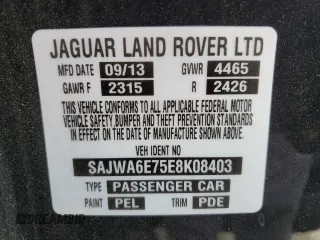 JAGUAR LAND ROVER LTD
MFD DATE 09/13 GVWR 4465
GAWR F 2315 R 2426
THIS VEHICLE CONFORMS TO ALL APPLICABLE FEDERAL MOTOR
VEHICLE SAFETY, BUMPER AND THEFT PREVENTION STANDARDS
IN EFFECT ON THE DATE OF MANUFACTURE SHOWN ABOVE
VEH IDENT NO
SAJWA6E75E8K08403
TYPE PASSENGER CAR
PAINT PEL TRIM PDE